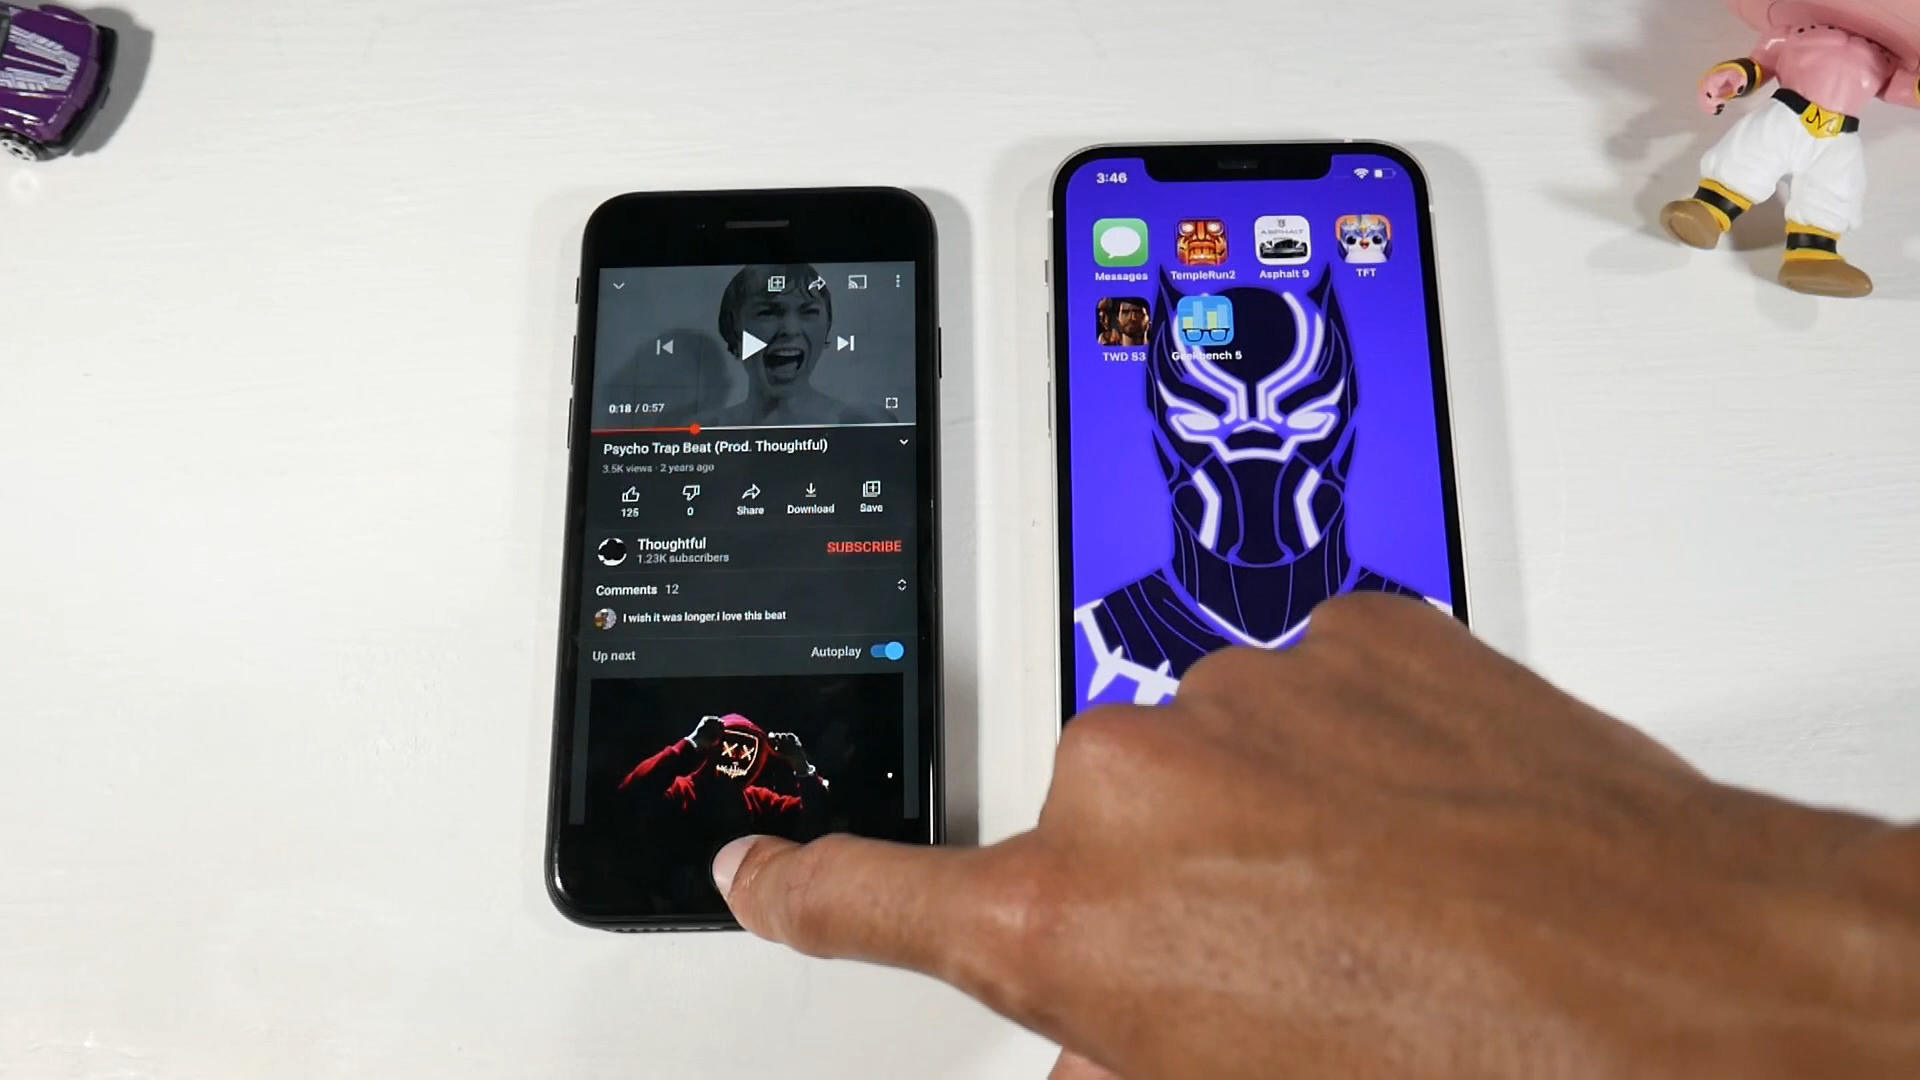 0:18 / 0:57
Psycho Trap Beat (Prod. Thoughtful)
3.5K views · 2 years ago
125
0
Share
Download
Save
Thoughtful
1.23K subscribers
SUBSCRIBE
Comments 12
I wish it was longer.i love this beat
Up next
Autoplay
3:46
ASPHALT
Messages
TempleRun2
Asphalt 9
TFT
TWD S3
Geekbench 5
M